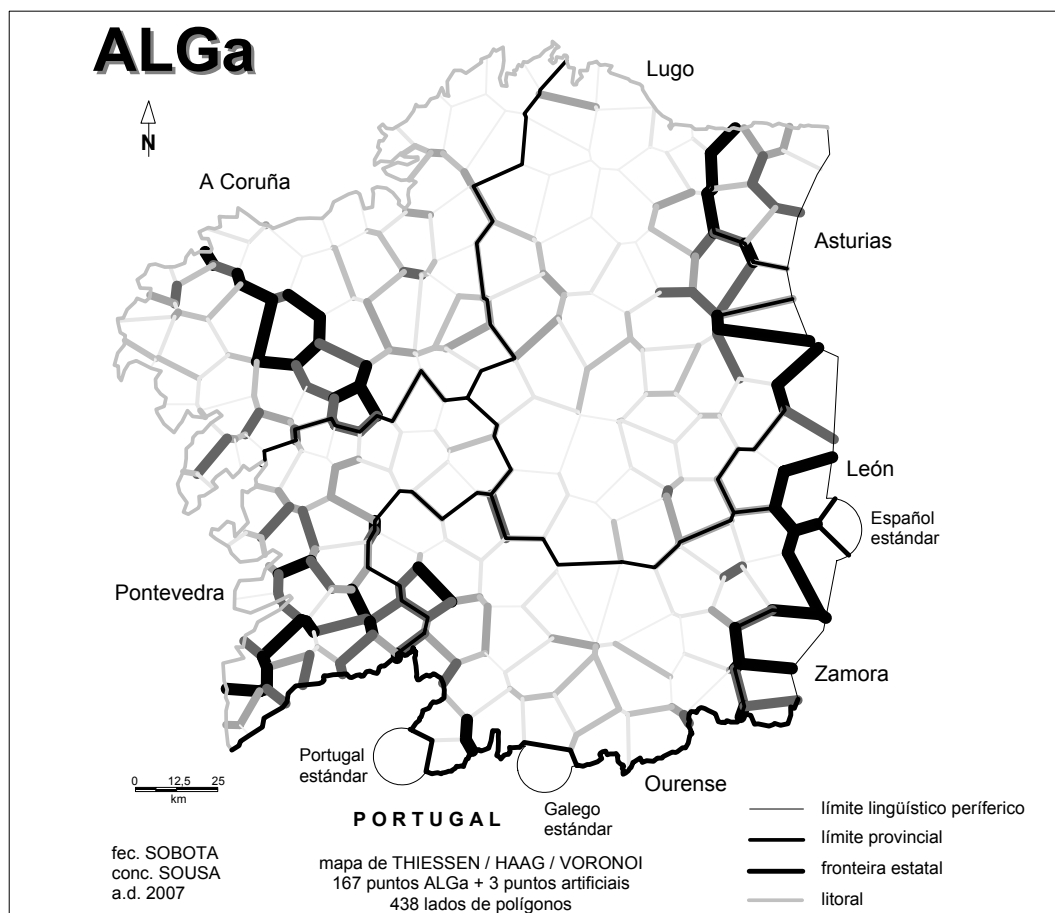 ALGa
N
Lugo
A Coruña
Asturias
León
Español
estándar
Pontevedra
Zamora
Portugal
estándar
Ourense
Galego
estándar
0 12,5 25
km
PORTUGAL
fec. SOBOTA
conc. SOUSA
a.d. 2007
mapa de THIESSEN / HAAG / VORONOI
167 puntos ALGa + 3 puntos artificiais
438 lados de polígonos
límite lingüístico períferico
límite provincial
fronteira estatal
litoral